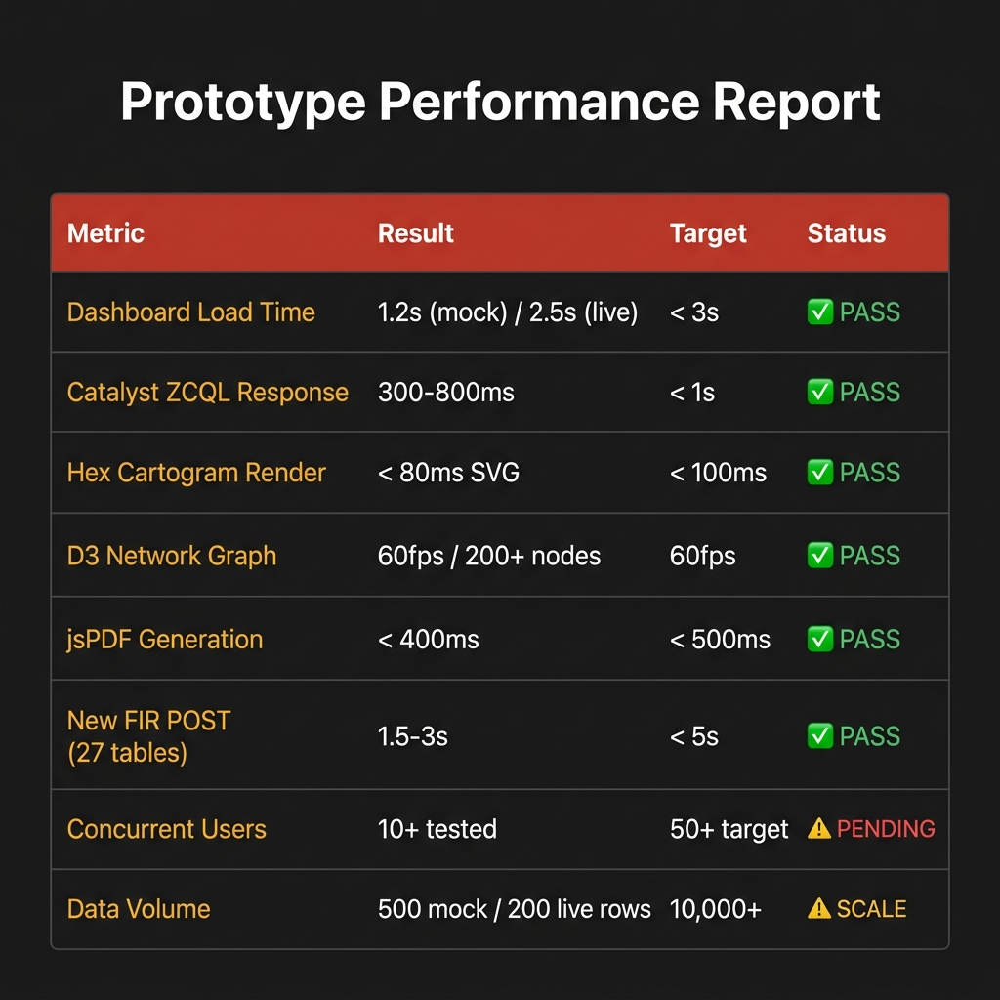 Prototype Performance Report
Metric Result Target Status
Dashboard Load Time 1.2s (mock) / 2.5s (live) < 3s ✅ PASS
Catalyst ZCQL Response 300-800ms < 1s ✅ PASS
Hex Cartogram Render < 80ms SVG < 100ms ✅ PASS
D3 Network Graph 60fps / 200+ nodes 60fps ✅ PASS
jsPDF Generation < 400ms < 500ms ✅ PASS
New FIR POST
(27 tables) 1.5-3s < 5s ✅ PASS
Concurrent Users 10+ tested 50+ target ⚠️ PENDING
Data Volume 500 mock / 200 live rows 10,000+ ⚠️ SCALE